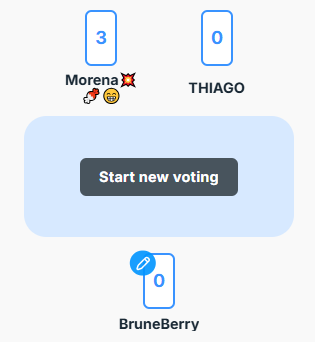 3
0
Morena💥
🍖😁
THIAGO
Start new voting
0
BruneBerry